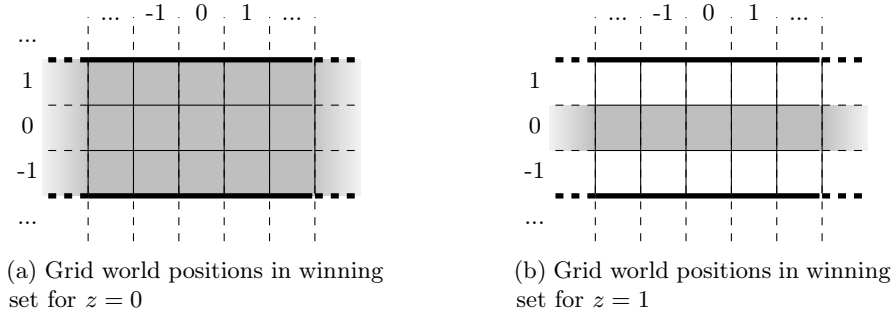 ... -1 0 1 ...
...
1
0
-1
...
(a) Grid world positions in winning
set for z = 0
... -1 0 1 ...
1
0
-1
...
(b) Grid world positions in winning
set for z = 1